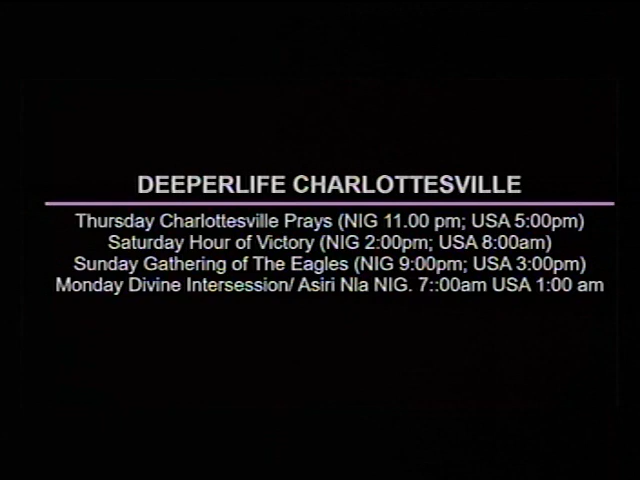 DEEPERLIFE CHARLOTTESVILLE
Thursday Charlottesville Prays (NIG 11.00 pm; USA 5:00pm)
Saturday Hour of Victory (NIG 2:00pm; USA 8:00am)
Sunday Gathering of The Eagles (NIG 9:00pm; USA 3:00pm)
Monday Divine Intersession/ Asiri Nla NIG. 7::00am USA 1:00 am